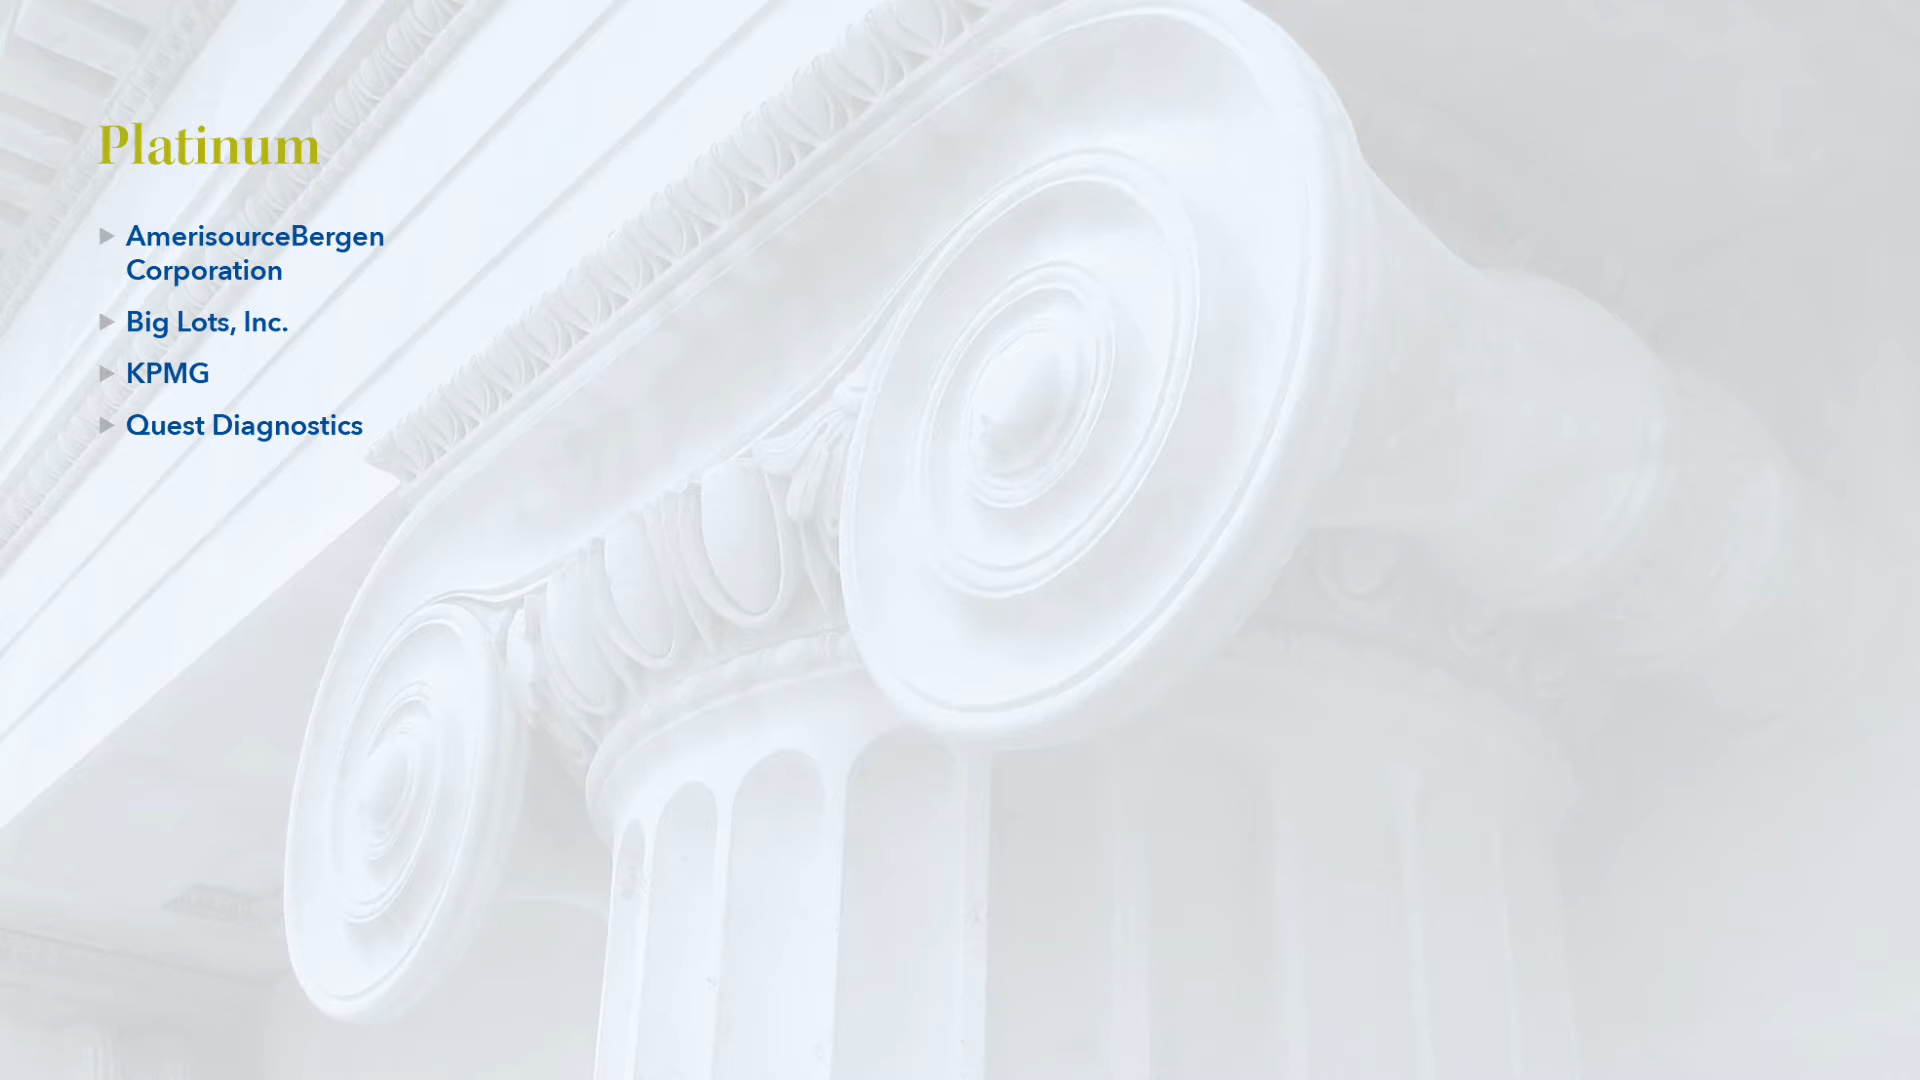 Platinum
AmerisourceBergen
Corporation
Big Lots, Inc.
KPMG
Quest Diagnostics